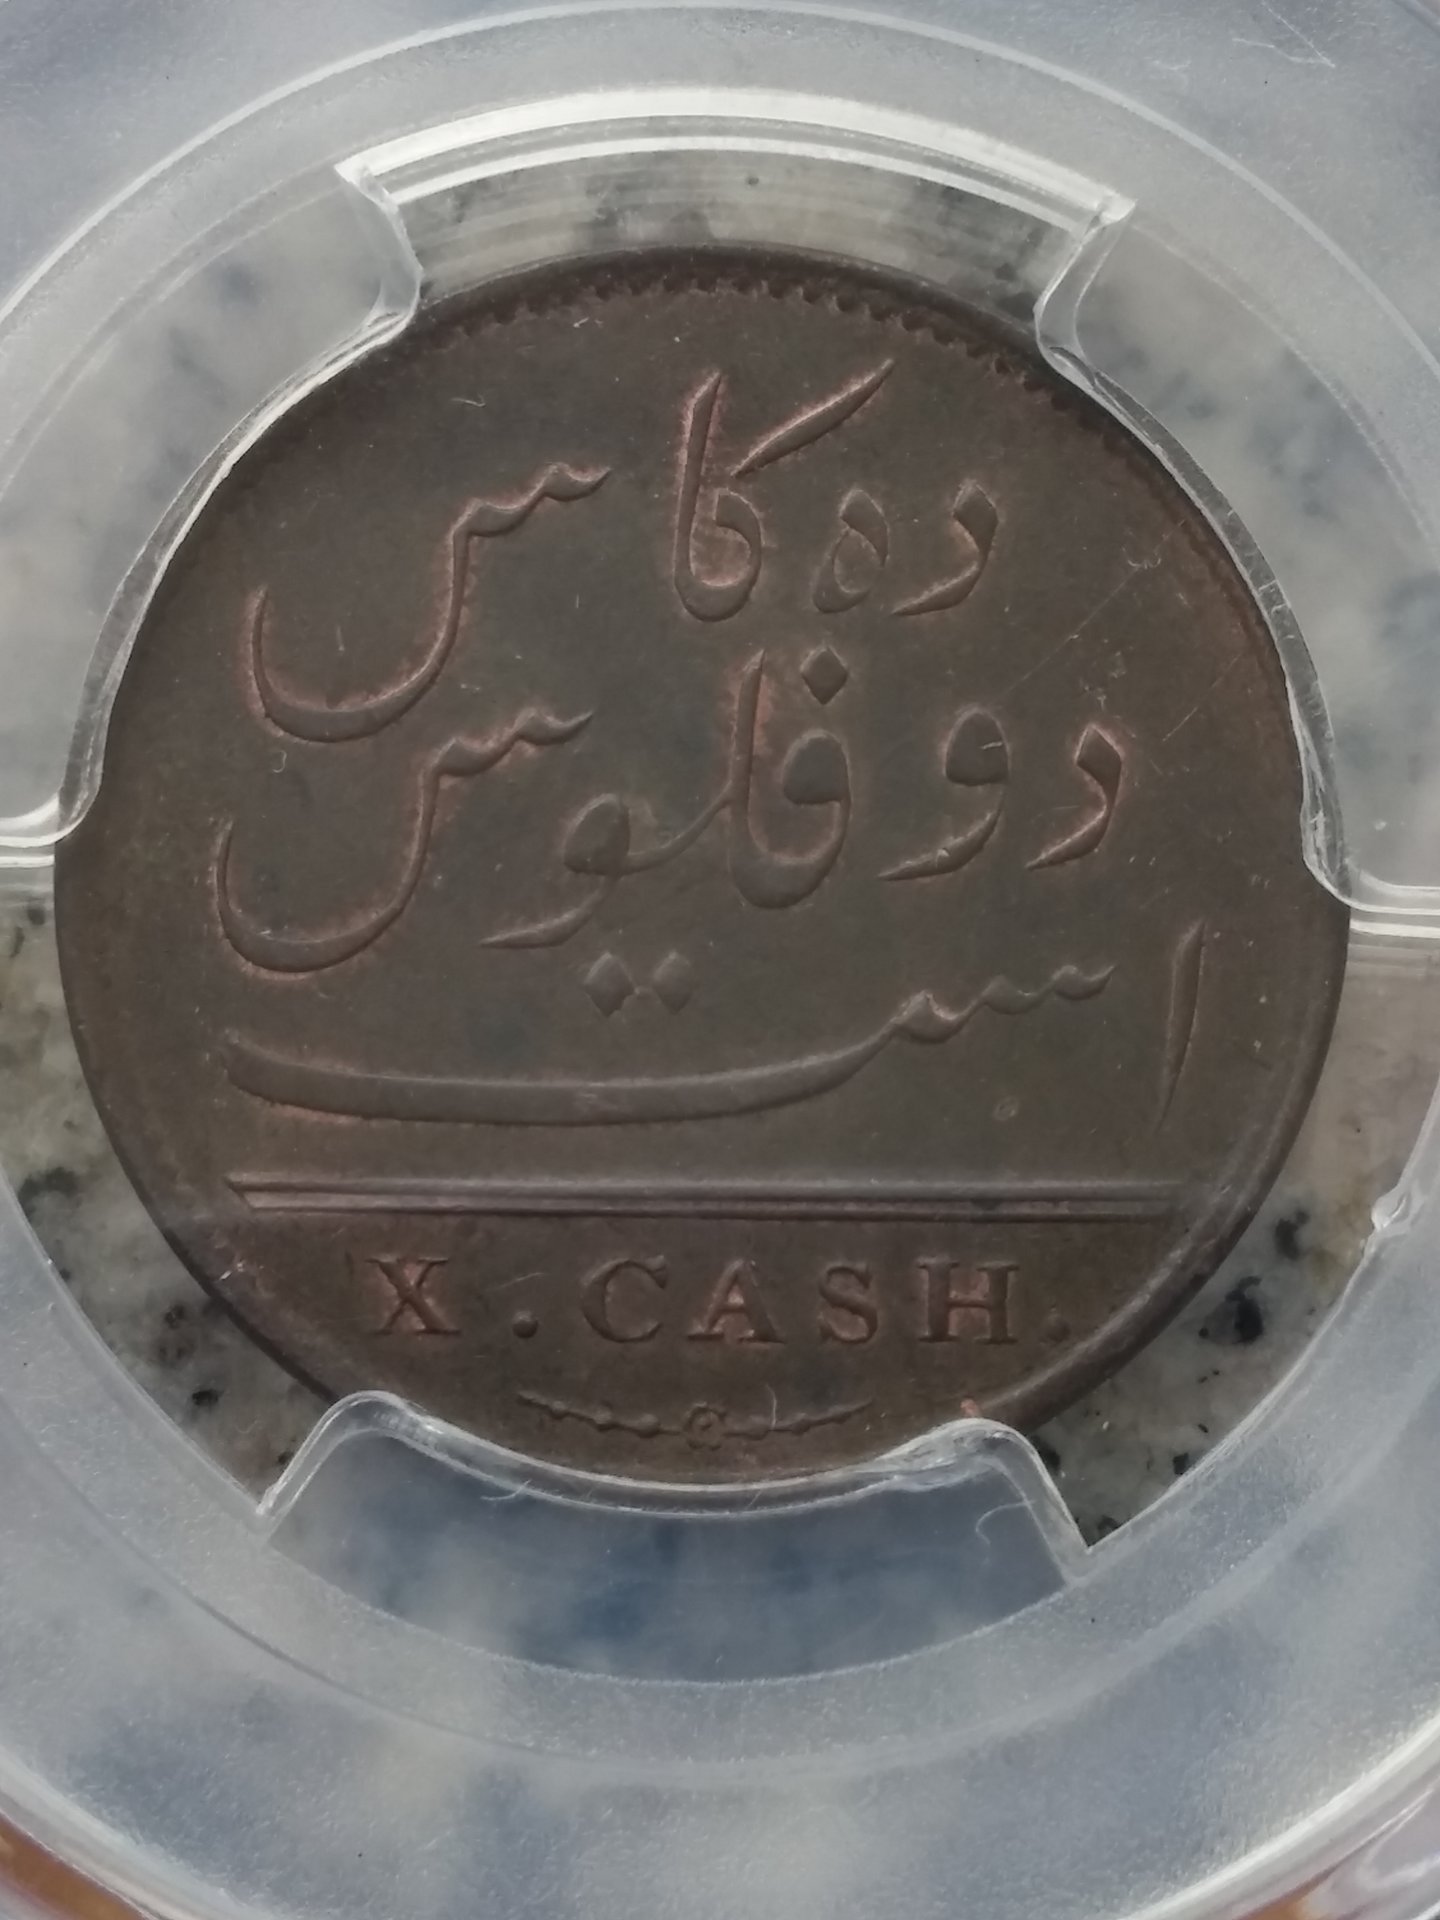 ده کاس
دو فلوس
است
X . CASH .